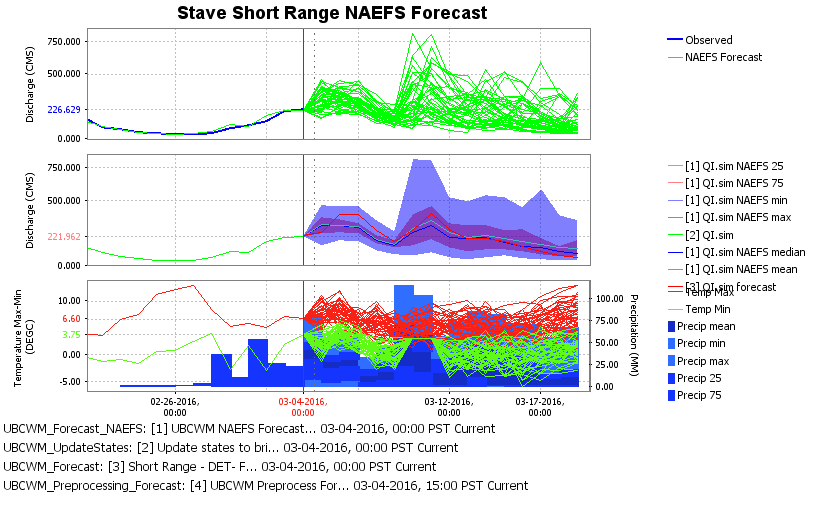 Stave Short Range NAEFS Forecast
Discharge (CMS)
750.000
500.000
226.629
0.000
Observed
NAEFS Forecast
Discharge (CMS)
750.000
500.000
221.962
0.000
[1] QI.sim NAEFS 25
[1] QI.sim NAEFS 75
[1] QI.sim NAEFS min
[1] QI.sim NAEFS max
[2] QI.sim
[1] QI.sim NAEFS median
[1] QI.sim NAEFS mean
[3] QI.sim forecast
Temperature Max-Min
(DEGC)
10.00
6.60
3.75
0.00
-5.00
100.00
75.00
50.00
25.00
0.00
Precipitation (MM)
Temp Max
Temp Min
Precip mean
Precip min
Precip max
Precip 25
Precip 75
02-26-2016, 03-04-2016, 03-12-2016, 03-17-2016,
00:00 00:00 00:00 00:00
UBCWM_Forecast_NAEFS: [1] UBCWM NAEFS Forecast... 03-04-2016, 00:00 PST Current
UBCWM_UpdateStates: [2] Update states to bri... 03-04-2016, 00:00 PST Current
UBCWM_Forecast: [3] Short Range - DET- F... 03-04-2016, 00:00 PST Current
UBCWM_Preprocessing_Forecast: [4] UBCWM Preprocess For... 03-04-2016, 15:00 PST Current